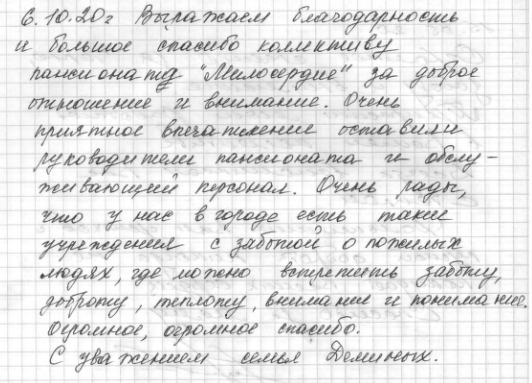 6.10.20г Выражаем благодарность
и большое спасибо коллективу
пансионата "Милосердие" за доброе
отношение и внимание. Очень
приятное впечатление оставили
руководители пансионата и обслу-
живающий персонал. Очень рады,
что у нас в городе есть такие
учреждения с заботой о пожилых
людях, где можно встретить заботу,
доброту, теплоту, внимание и понимание.
Огромное, огромное спасибо.
С уважением семья Деминых.